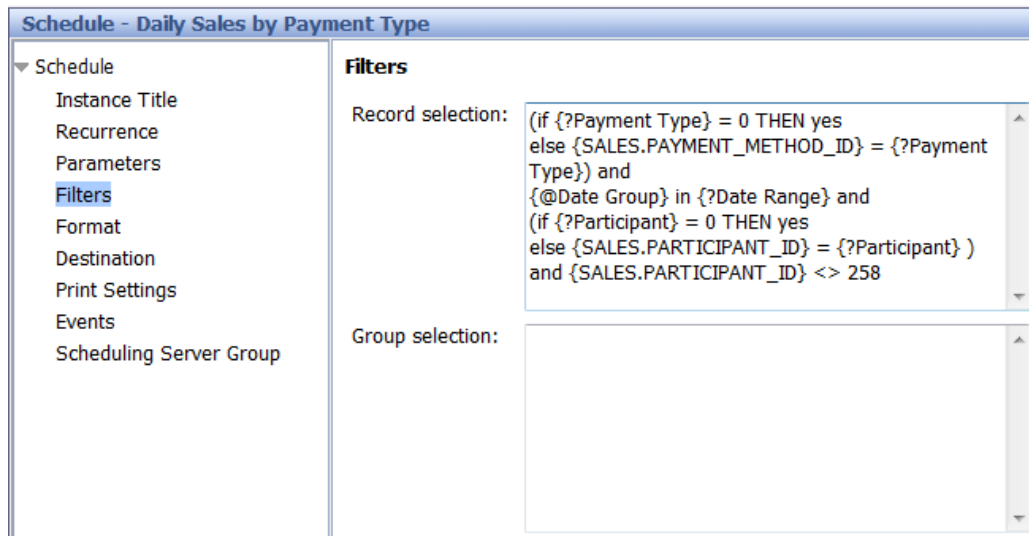 Schedule - Daily Sales by Payment Type
Schedule
Instance Title
Recurrence
Parameters
Filters
Format
Destination
Print Settings
Events
Scheduling Server Group
Filters
Record selection:
(if {?Payment Type} = 0 THEN yes
else {SALES.PAYMENT_METHOD_ID} = {?Payment
Type}) and
{@Date Group} in {?Date Range} and
(if {?Participant} = 0 THEN yes
else {SALES.PARTICIPANT_ID} = {?Participant} )
and {SALES.PARTICIPANT_ID} <> 258
Group selection: